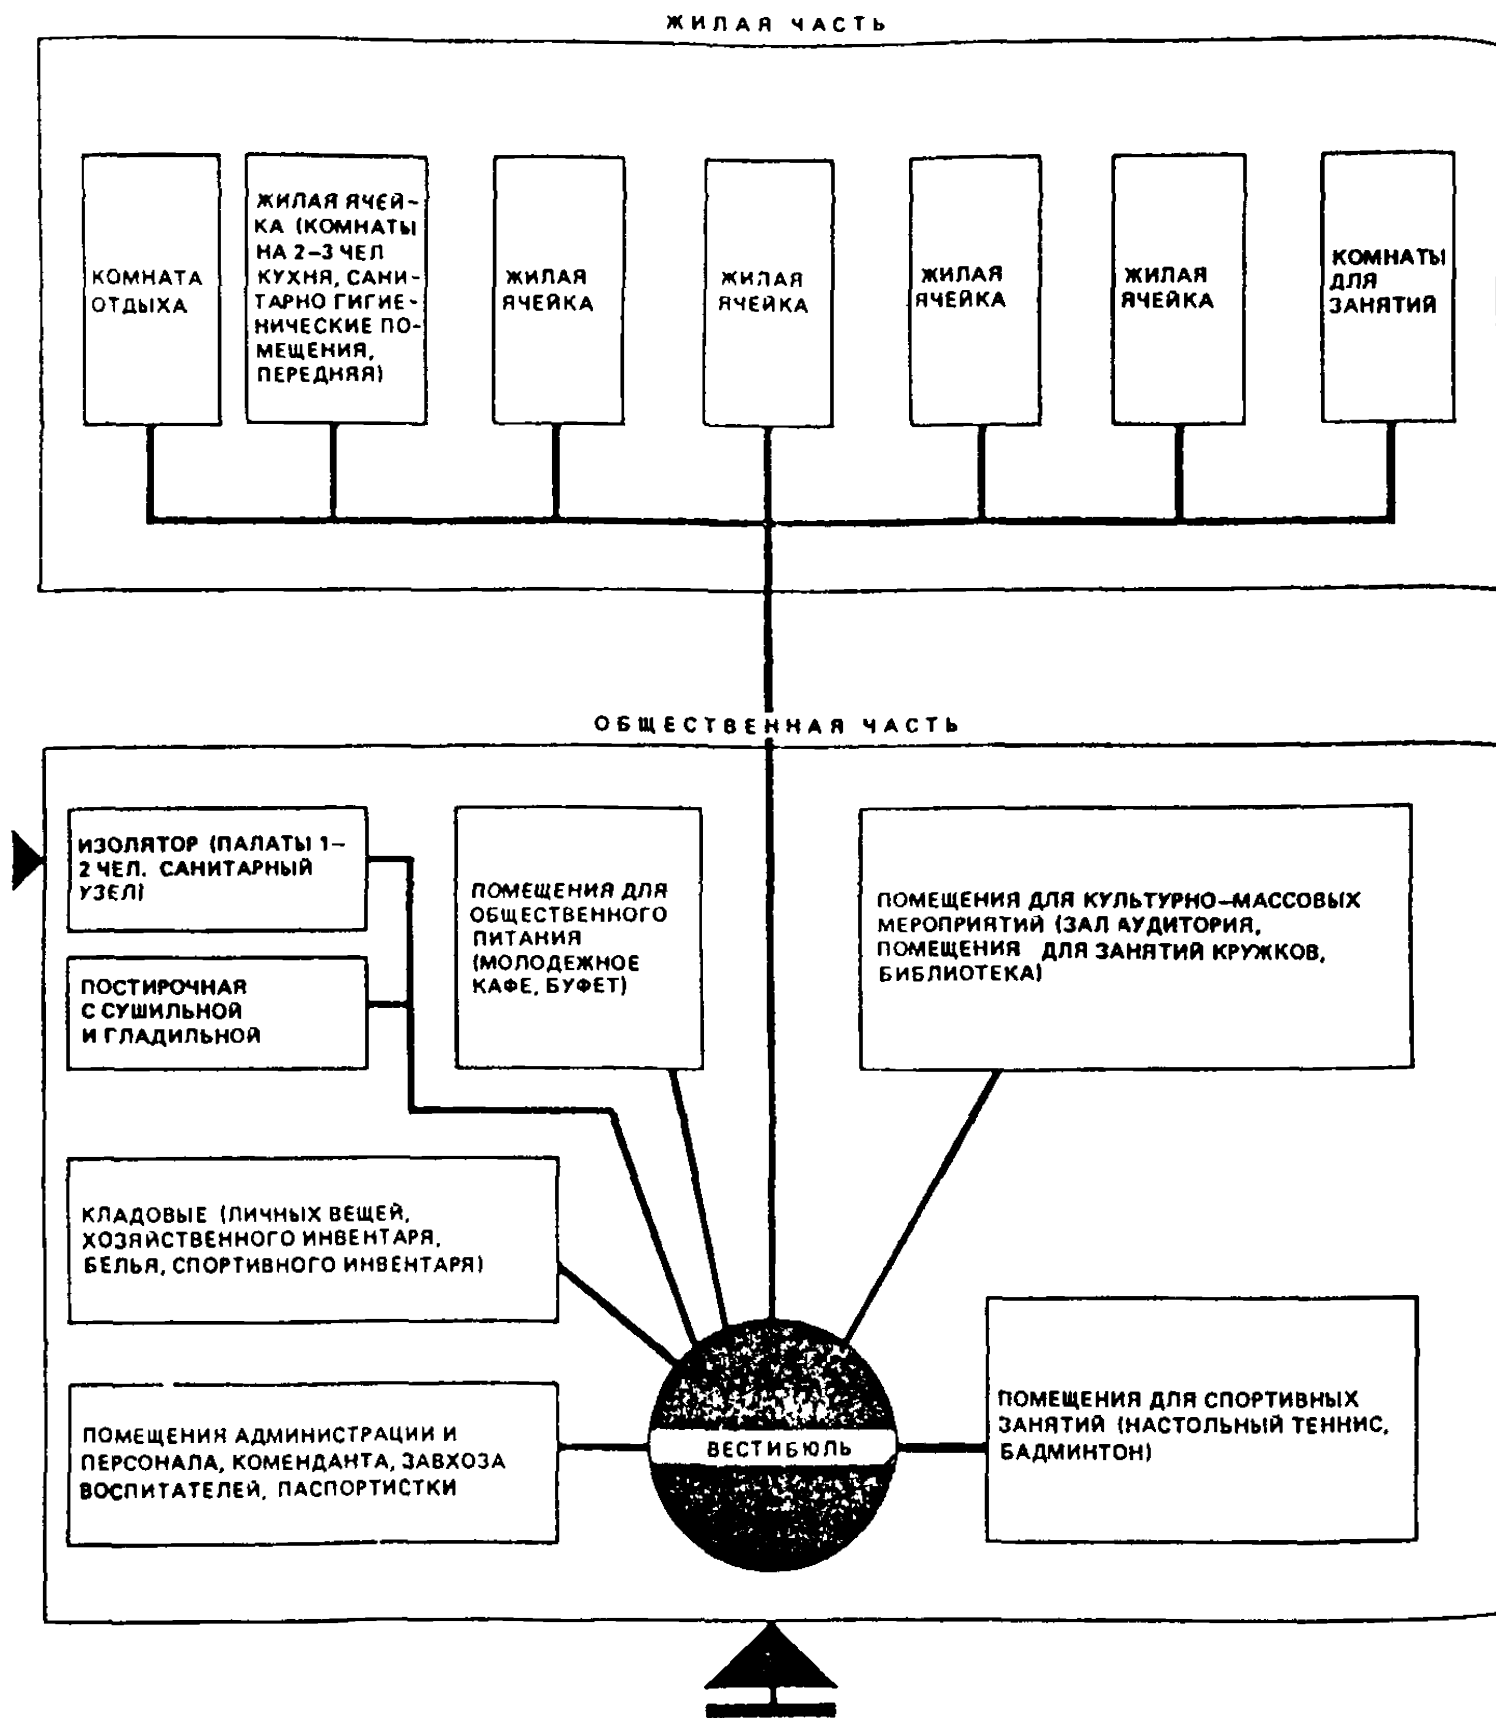 ЖИЛАЯ ЧАСТЬ
КОМНАТА
ОТДЫХА
ЖИЛАЯ ЯЧЕЙ-
КА (КОМНАТЫ
НА 2-3 ЧЕЛ
КУХНЯ, САНИ-
ТАРНО ГИГИЕ-
НИЧЕСКИЕ ПО-
МЕЩЕНИЯ,
ПЕРЕДНЯЯ)
ЖИЛАЯ
ЯЧЕЙКА
ЖИЛАЯ
ЯЧЕЙКА
ЖИЛАЯ
ЯЧЕЙКА
ЖИЛАЯ
ЯЧЕЙКА
КОМНАТЫ
ДЛЯ
ЗАНЯТИЙ
ОБЩЕСТВЕННАЯ ЧАСТЬ
ИЗОЛЯТОР (ПАЛАТЫ 1-
2 ЧЕЛ. САНИТАРНЫЙ
УЗЕЛ)
ПОСТИРОЧНАЯ
С СУШИЛЬНОЙ
И ГЛАДИЛЬНОЙ
ПОМЕЩЕНИЯ ДЛЯ
ОБЩЕСТВЕННОГО
ПИТАНИЯ
(МОЛОДЕЖНОЕ
КАФЕ, БУФЕТ)
ПОМЕЩЕНИЯ ДЛЯ КУЛЬТУРНО-МАССОВЫХ
МЕРОПРИЯТИЙ (ЗАЛ АУДИТОРИЯ,
ПОМЕЩЕНИЯ ДЛЯ ЗАНЯТИЙ КРУЖКОВ,
БИБЛИОТЕКА)
КЛАДОВЫЕ (ЛИЧНЫХ ВЕЩЕЙ,
ХОЗЯЙСТВЕННОГО ИНВЕНТАРЯ,
БЕЛЬЯ, СПОРТИВНОГО ИНВЕНТАРЯ)
ПОМЕЩЕНИЯ АДМИНИСТРАЦИИ И
ПЕРСОНАЛА, КОМЕНДАНТА, ЗАВХОЗА
ВОСПИТАТЕЛЕЙ, ПАСПОРТИСТКИ
ВЕСТИБЮЛЬ
ПОМЕЩЕНИЯ ДЛЯ СПОРТИВНЫХ
ЗАНЯТИЙ (НАСТОЛЬНЫЙ ТЕННИС,
БАДМИНТОН)